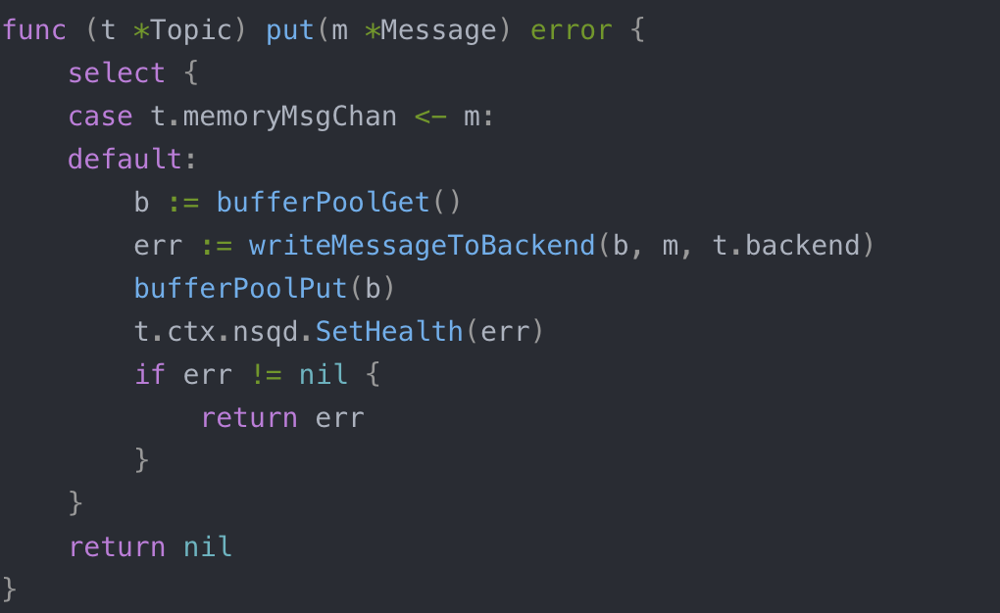 func (t *Topic) put(m *Message) error {
    select {
    case t.memoryMsgChan <- m:
    default:
        b := bufferPoolGet()
        err := writeMessageToBackend(b, m, t.backend)
        bufferPoolPut(b)
        t.ctx.nsqd.SetHealth(err)
        if err != nil {
            return err
        }
    }
    return nil
}